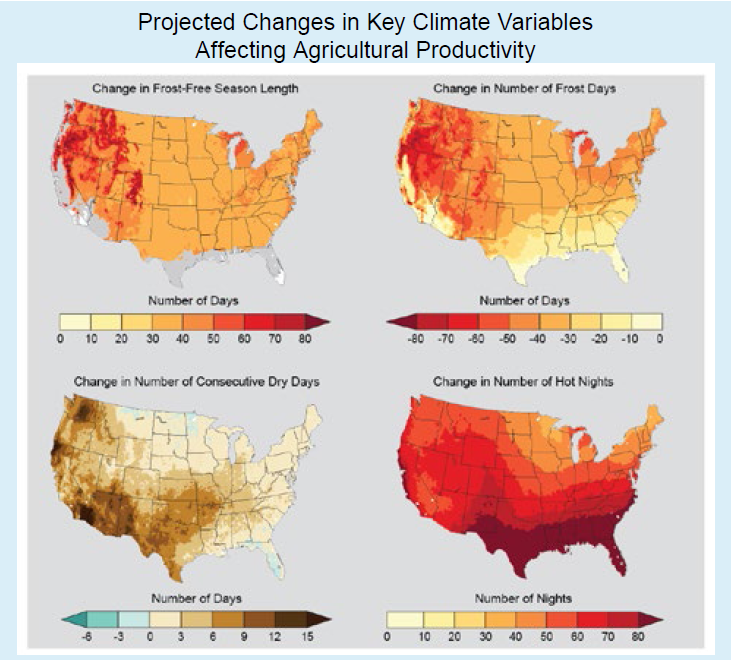 Projected Changes in Key Climate Variables
Affecting Agricultural Productivity
Change in Frost-Free Season Length
Change in Number of Frost Days
Number of Days
0 10 20 30 40 50 60 70 80
Number of Days
-80 -70 -60 -50 -40 -30 -20 -10 0
Change in Number of Consecutive Dry Days
Change in Number of Hot Nights
Number of Days
-6 -3 0 3 6 9 12 15
Number of Nights
0 10 20 30 40 50 60 70 80